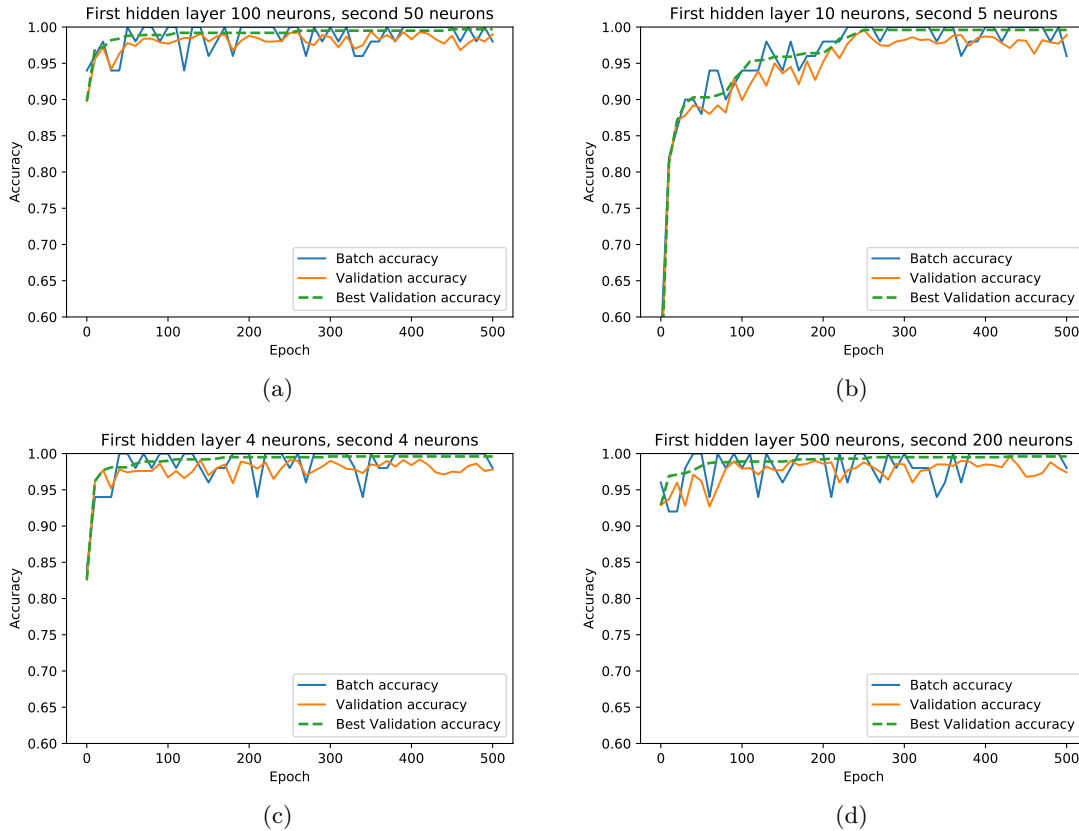 First hidden layer 100 neurons, second 50 neurons
1.00
0.95
0.90
0.85
0.80
0.75
0.70
0.65
0.60
Accuracy
Batch accuracy
Validation accuracy
Best Validation accuracy
0 100 200 300 400 500
Epoch
(a)
First hidden layer 10 neurons, second 5 neurons
1.00
0.95
0.90
0.85
0.80
0.75
0.70
0.65
0.60
Accuracy
Batch accuracy
Validation accuracy
Best Validation accuracy
0 100 200 300 400 500
Epoch
(b)
First hidden layer 4 neurons, second 4 neurons
1.00
0.95
0.90
0.85
0.80
0.75
0.70
0.65
0.60
Accuracy
Batch accuracy
Validation accuracy
Best Validation accuracy
0 100 200 300 400 500
Epoch
(c)
First hidden layer 500 neurons, second 200 neurons
1.00
0.95
0.90
0.85
0.80
0.75
0.70
0.65
0.60
Accuracy
Batch accuracy
Validation accuracy
Best Validation accuracy
0 100 200 300 400 500
Epoch
(d)